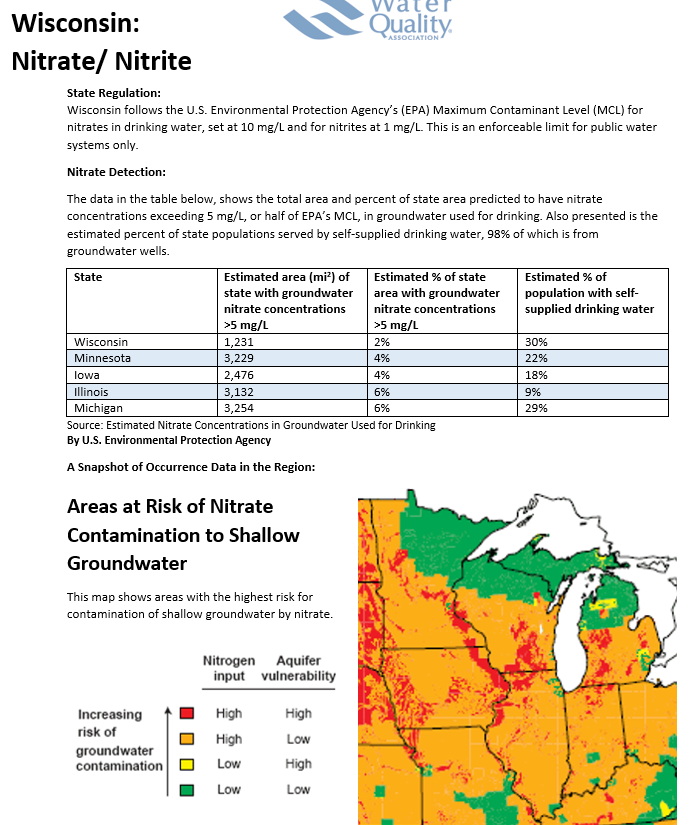 Water
Quality®
ASSOCIATION
Wisconsin:
Nitrate/ Nitrite
State Regulation:
Wisconsin follows the U.S. Environmental Protection Agency's (EPA) Maximum Contaminant Level (MCL) for
nitrates in drinking water, set at 10 mg/L and for nitrites at 1 mg/L. This is an enforceable limit for public water
systems only.
Nitrate Detection:
The data in the table below, shows the total area and percent of state area predicted to have nitrate
concentrations exceeding 5 mg/L, or half of EPA's MCL, in groundwater used for drinking. Also presented is the
estimated percent of state populations served by self-supplied drinking water, 98% of which is from
groundwater wells.
State Estimated area (mi²) of Estimated % of state Estimated % of
state with groundwater area with groundwater population with self-
nitrate concentrations nitrate concentrations supplied drinking water
>5 mg/L >5 mg/L
Wisconsin 1,231 2% 30%
Minnesota 3,229 4% 22%
Iowa 2,476 4% 18%
Illinois 3,132 6% 9%
Michigan 3,254 6% 29%
Source: Estimated Nitrate Concentrations in Groundwater Used for Drinking
By U.S. Environmental Protection Agency
A Snapshot of Occurrence Data in the Region:
Areas at Risk of Nitrate
Contamination to Shallow
Groundwater
This map shows areas with the highest risk for
contamination of shallow groundwater by nitrate.
Nitrogen Aquifer
input vulnerability
Increasing High High
risk of High Low
groundwater Low High
contamination Low Low